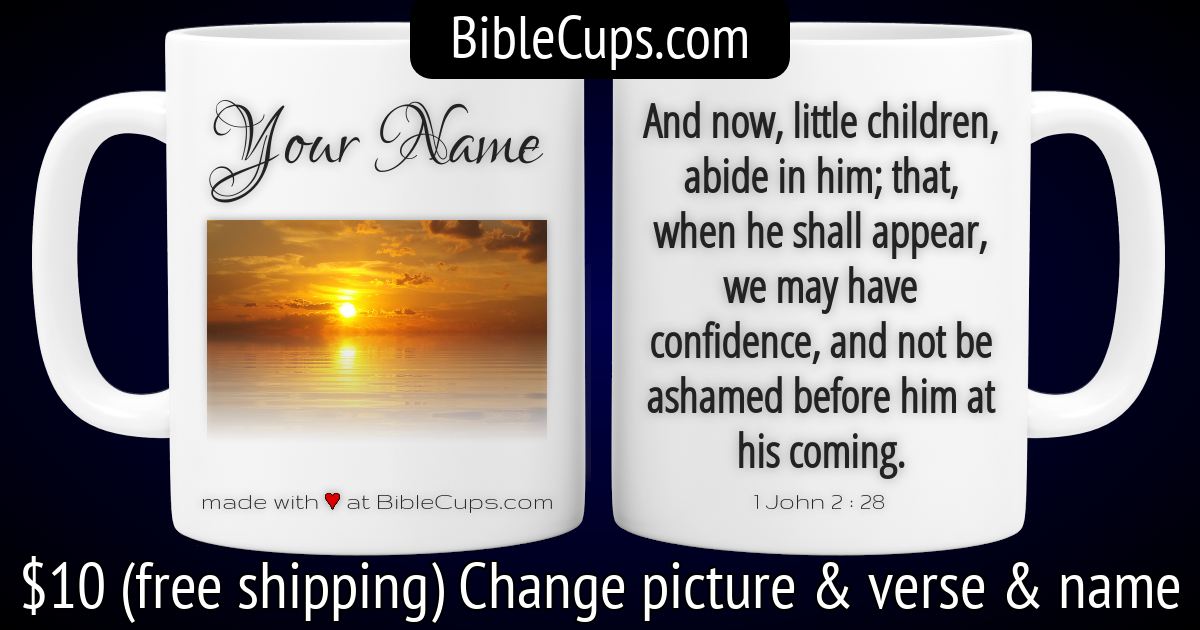 BibleCups.com
Your Name
made with ♥ at BibleCups.com
And now, little children,
abide in him; that,
when he shall appear,
we may have
confidence, and not be
ashamed before him at
his coming.
1 John 2 : 28
$10 (free shipping) Change picture & verse & name